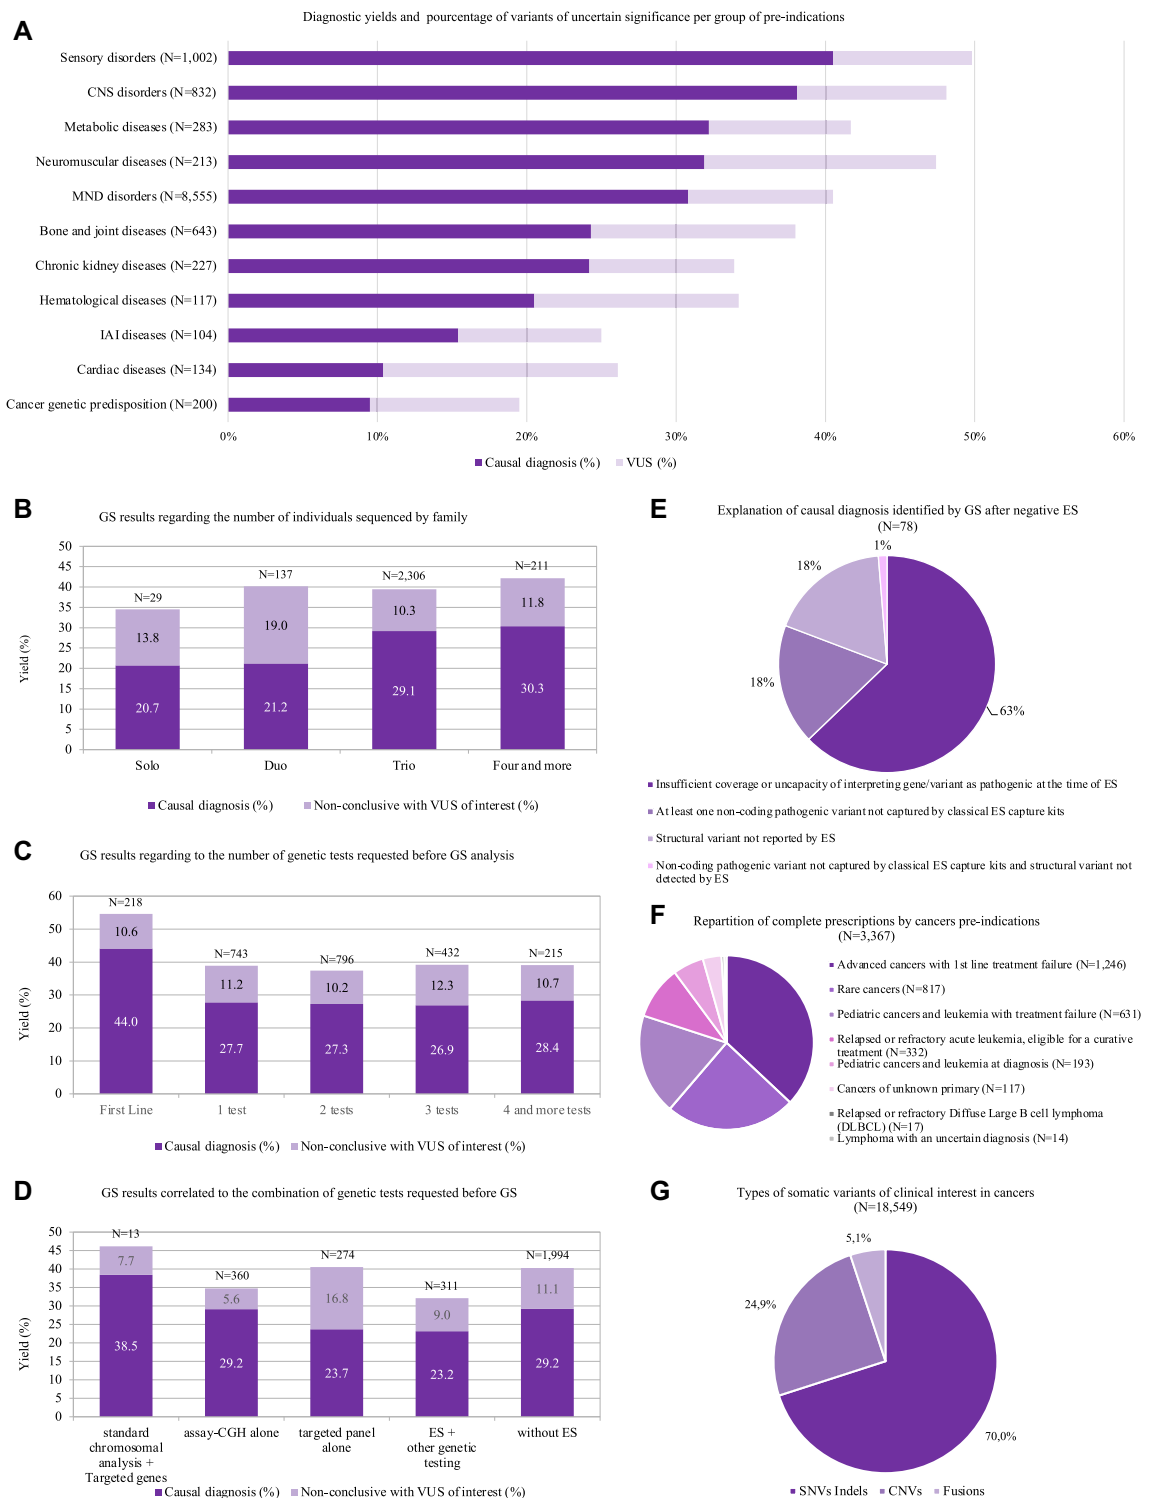 A
Diagnostic yields and pourcentage of variants of uncertain significance per group of pre-indications
Sensory disorders (N=1,002)
CNS disorders (N=832)
Metabolic diseases (N=283)
Neuromuscular diseases (N=213)
MND disorders (N=8,555)
Bone and joint diseases (N=643)
Chronic kidney diseases (N=227)
Hematological diseases (N=117)
IAI diseases (N=104)
Cardiac diseases (N=134)
Cancer genetic predisposition (N=200)
0% 10% 20% 30% 40% 50% 60%
Causal diagnosis (%) VUS (%)
B
GS results regarding the number of individuals sequenced by family
Yield (%)
50
45
40
35
30
25
20
15
10
5
0
N=29
13.8
20.7
N=137
19.0
21.2
N=2,306
10.3
29.1
N=211
11.8
30.3
Solo Duo Trio Four and more
Causal diagnosis (%) Non-conclusive with VUS of interest (%)
C
GS results regarding to the number of genetic tests requested before GS analysis
Yield (%)
60
50
40
30
20
10
0
N=218
10.6
44.0
N=743
11.2
27.7
N=796
10.2
27.3
N=432
12.3
26.9
N=215
10.7
28.4
First Line 1 test 2 tests 3 tests 4 and more tests
Causal diagnosis (%) Non-conclusive with VUS of interest (%)
D
GS results correlated to the combination of genetic tests requested before GS
Yield (%)
50
45
40
35
30
25
20
15
10
5
0
N=13
7.7
38.5
N=360
5.6
29.2
N=274
16.8
23.7
N=311
9.0
23.2
N=1,994
11.1
29.2
standard
chromosomal
analysis +
Targeted genes
assay-CGH alone
targeted panel
alone
ES +
other genetic
testing
without ES
Causal diagnosis (%) Non-conclusive with VUS of interest (%)
E
Explanation of causal diagnosis identified by GS after negative ES
(N=78)
1%
18%
18%
63%
Insufficient coverage or uncapacity of interpreting gene/variant as pathogenic at the time of ES
At least one non-coding pathogenic variant not captured by classical ES capture kits
Structural variant not reported by ES
Non-coding pathogenic variant not captured by classical ES capture kits and structural variant not
detected by ES
F
Repartition of complete prescriptions by cancers pre-indications
(N=3,367)
Advanced cancers with 1st line treatment failure (N=1,246)
Rare cancers (N=817)
Pediatric cancers and leukemia with treatment failure (N=631)
Relapsed or refractory acute leukemia, eligible for a curative
treatment (N=332)
Pediatric cancers and leukemia at diagnosis (N=193)
Cancers of unknown primary (N=117)
Relapsed or refractory Diffuse Large B cell lymphoma
(DLBCL) (N=17)
Lymphoma with an uncertain diagnosis (N=14)
G
Types of somatic variants of clinical interest in cancers
(N=18,549)
5,1%
24,9%
70,0%
SNVs Indels CNVs Fusions